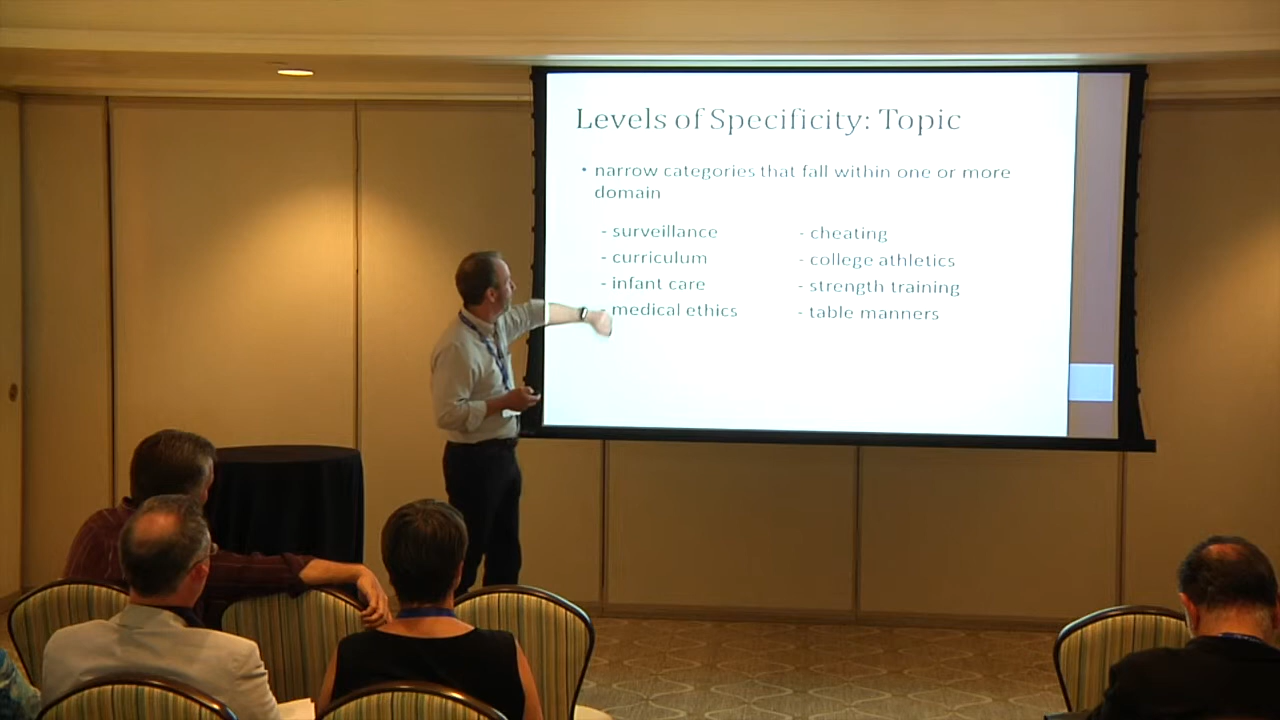 Levels of Specificity: Topic
• narrow categories that fall within one or more
domain
- surveillance
- curriculum
- infant care
- medical ethics
- cheating
- college athletics
- strength training
- table manners